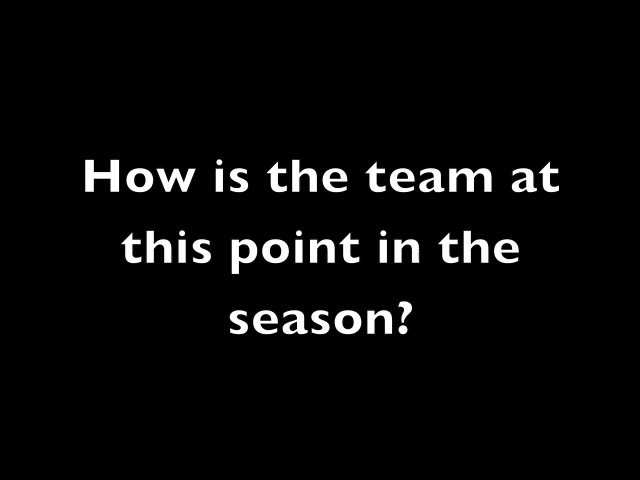 How is the team at
this point in the
season?